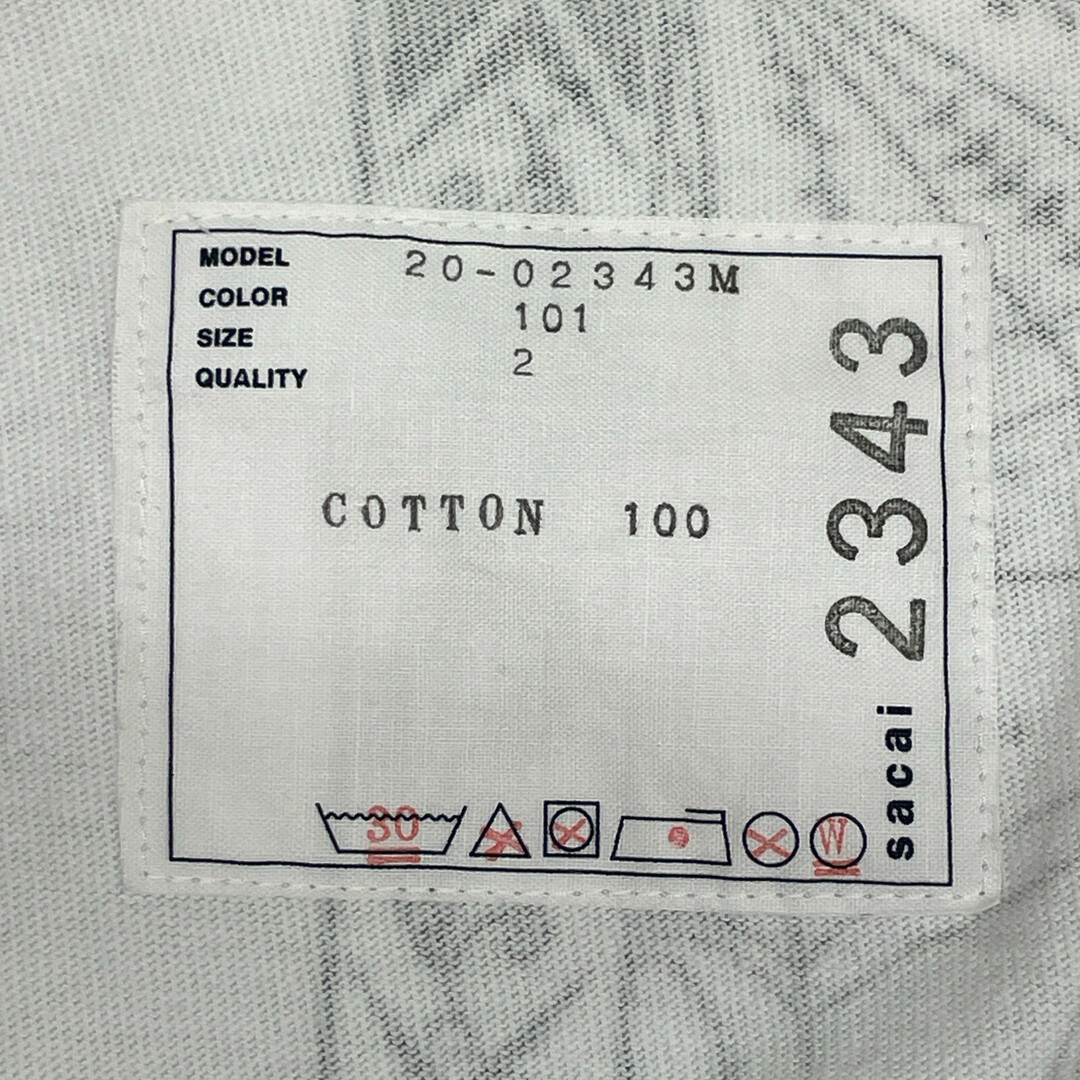 MODEL 20-02343M
COLOR 101
SIZE 2
QUALITY
COTTON 100
sacai 2343
30
W